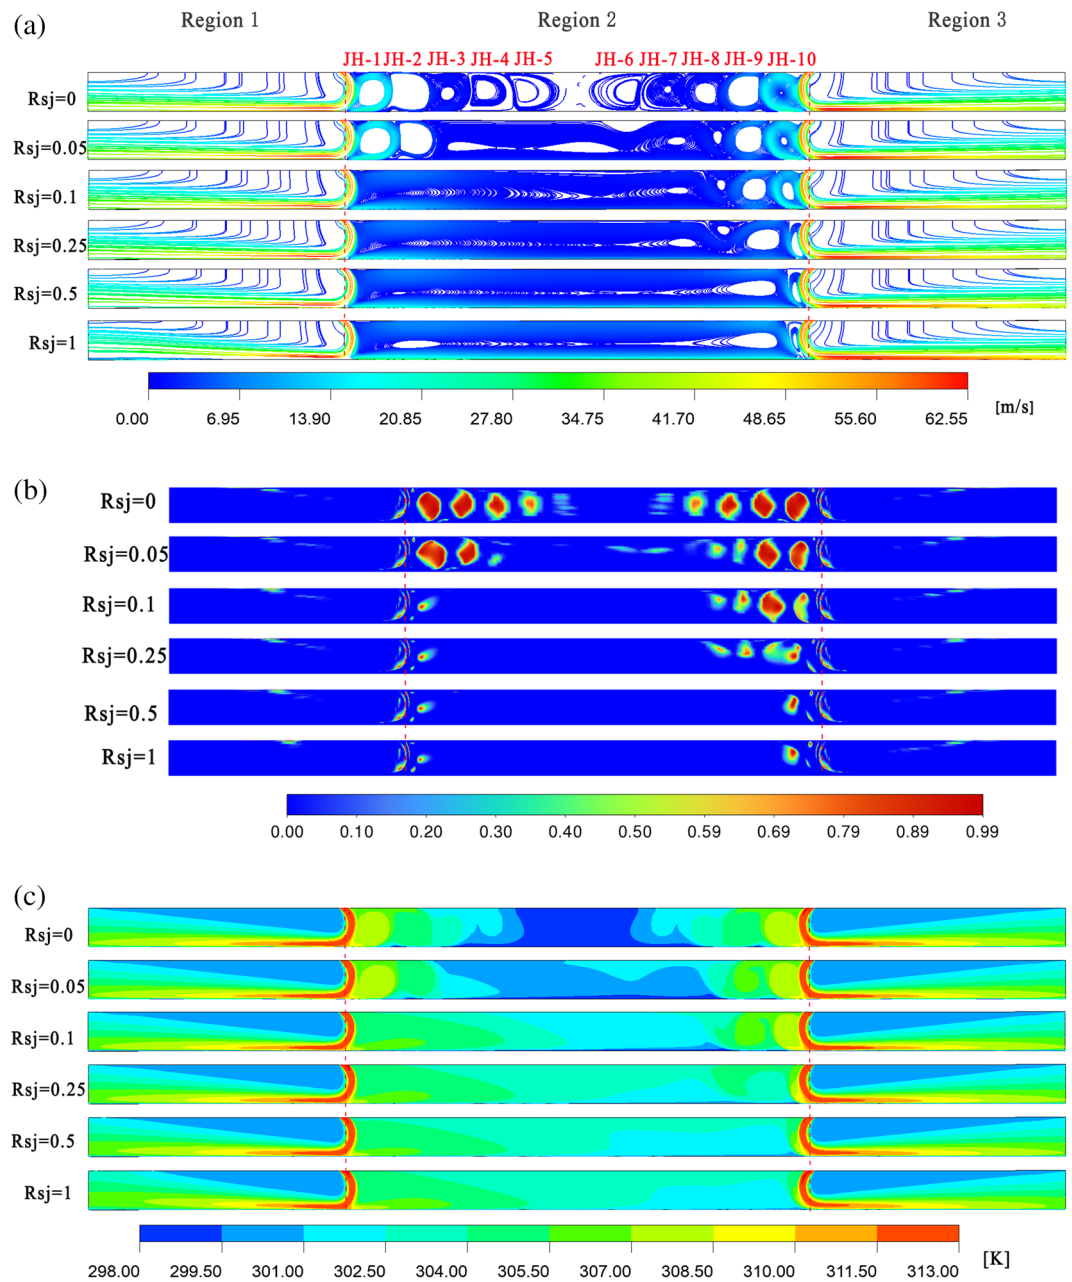 (a)
Region 1 Region 2 Region 3
JH-1 JH-2 JH-3 JH-4 JH-5 JH-6 JH-7 JH-8 JH-9 JH-10
Rsj=0
Rsj=0.05
Rsj=0.1
Rsj=0.25
Rsj=0.5
Rsj=1
0.00 6.95 13.90 20.85 27.80 34.75 41.70 48.65 55.60 62.55 [m/s]
(b)
Rsj=0
Rsj=0.05
Rsj=0.1
Rsj=0.25
Rsj=0.5
Rsj=1
0.00 0.10 0.20 0.30 0.40 0.50 0.59 0.69 0.79 0.89 0.99
(c)
Rsj=0
Rsj=0.05
Rsj=0.1
Rsj=0.25
Rsj=0.5
Rsj=1
298.00 299.50 301.00 302.50 304.00 305.50 307.00 308.50 310.00 311.50 313.00 [K]